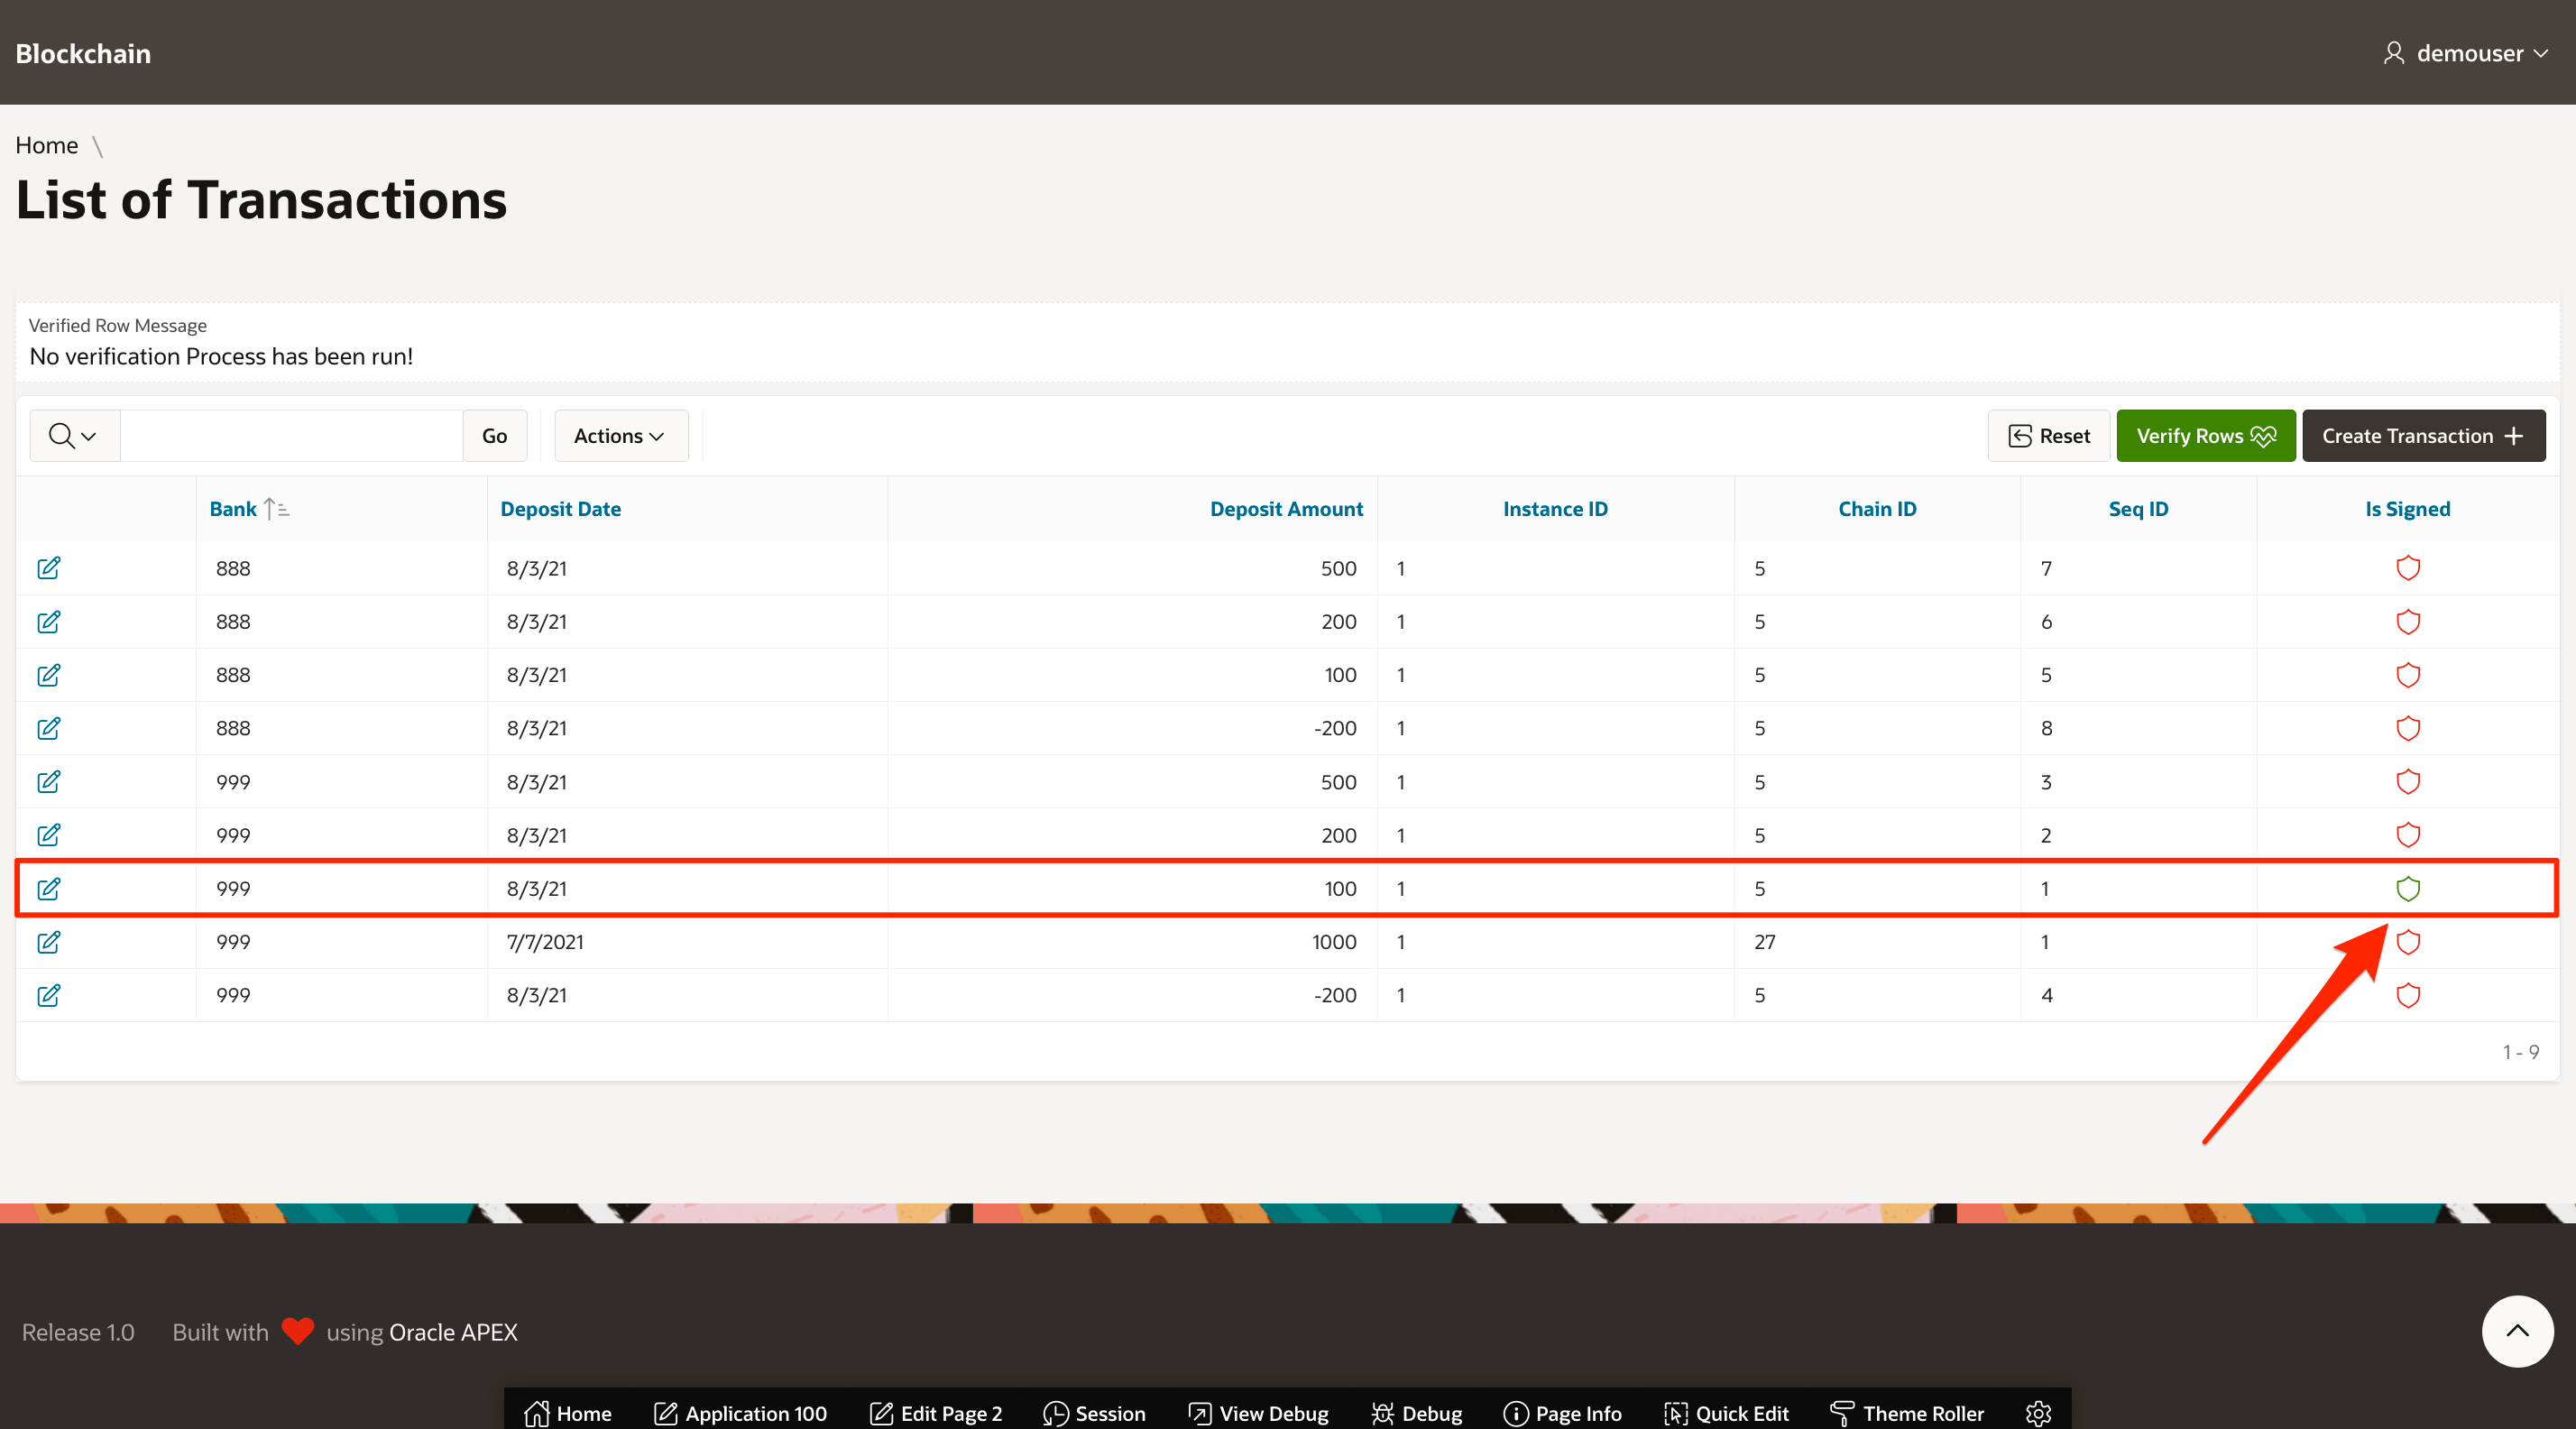 Blockchain
demouser
Home \
List of Transactions
Verified Row Message
No verification Process has been run!
Go
Actions
Reset
Verify Rows
Create Transaction
Bank Deposit Date Deposit Amount Instance ID Chain ID Seq ID Is Signed
888 8/3/21 500 1 5 7
888 8/3/21 200 1 5 6
888 8/3/21 100 1 5 5
888 8/3/21 -200 1 5 8
999 8/3/21 500 1 5 3
999 8/3/21 200 1 5 2
999 8/3/21 100 1 5 1
999 7/7/2021 1000 1 27 1
999 8/3/21 -200 1 5 4
1 - 9
Release 1.0 Built with ❤ using Oracle APEX
Home Application 100 Edit Page 2 Session View Debug Debug Page Info Quick Edit Theme Roller